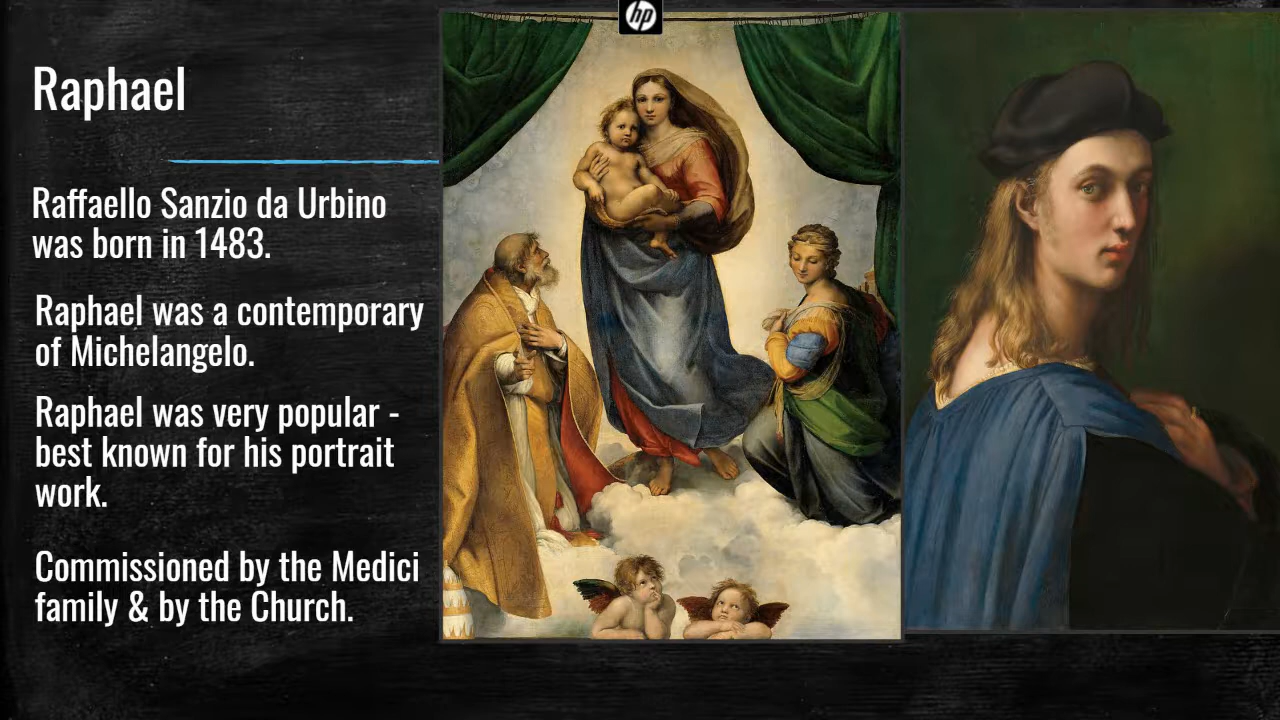 hp
Raphael
Raffaello Sanzio da Urbino
was born in 1483.
Raphael was a contemporary
of Michelangelo.
Raphael was very popular -
best known for his portrait
work.
Commissioned by the Medici
family & by the Church.